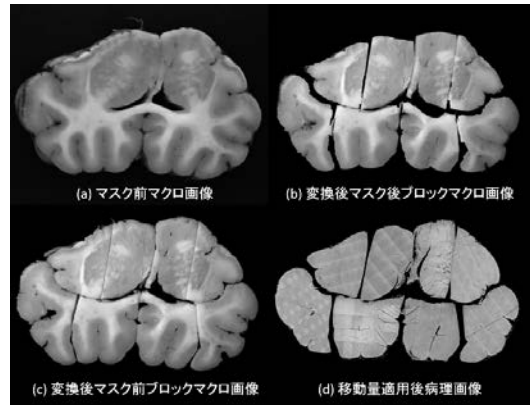 (a) マスク前マクロ画像
(b) 変換後マスク後ブロックマクロ画像
(c) 変換後マスク前ブロックマクロ画像
(d) 移動量適用後病理画像